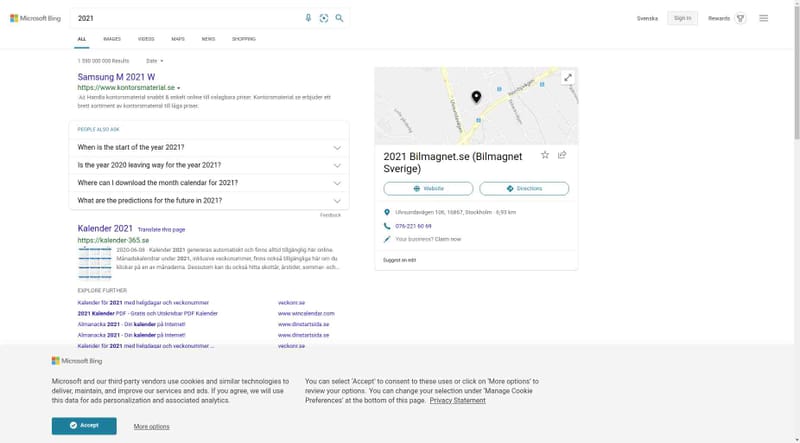 Microsoft Bing
2021
Svenska
Sign in
Rewards
ALL
IMAGES
VIDEOS
MAPS
NEWS
SHOPPING
Results
Date
Samsung M 2021 W
https://www.kontorsmaterial.se
Ad Handla kontorsmaterial snabbt & enkelt online till oslagbara priser. Kontorsmaterial.se erbjuder ett
brett sortiment av kontorsmaterial till låga priser.
PEOPLE ALSO ASK
When is the start of the year 2021?
Is the year 2020 leaving way for the year 2021?
Where can I download the month calendar for 2021?
What are the predictions for the future in 2021?
Feedback
Kalender 2021 Translate this page
https://kalender-365.se
2020-06-08 · Kalender 2021 genereras automatiskt och finns alltid tillgänglig här online.
Månadskalendrar under 2021, inklusive veckonummer, finns också tillgängliga här om du
klickar på en av månaderna. Dessutom kan du också hitta skottår, årstider, sommar- och...
EXPLORE FURTHER
Kalender för 2021 med helgdagar och veckonummer veckonr.se
2021 Kalender PDF - Gratis och Utskrivbar PDF Kalender www.wincalendar.com
Almanacka 2021 - Din kalender på Internet! www.dinstartsida.se
Almanacka 2021 - Din kalender på Internet! www.dinstartsida.se
Kalender för 2021 med helgdagar och veckonummer ... veckonr.se
Ulvsundavägen
2021 Bilmagnet.se (Bilmagnet
Sverige)
Website
Directions
Ulvsundavägen 106, 16867, Stockholm · 6,93 km
076-221 60 69
Your business? Claim now
Suggest an edit
Microsoft Bing
Microsoft and our third-party vendors use cookies and similar technologies to
deliver, maintain, and improve our services and ads. If you agree, we will use
this data for ads personalization and associated analytics.
You can select 'Accept' to consent to these uses or click on 'More options' to
review your options. You can change your selection under 'Manage Cookie
Preferences' at the bottom of this page. Privacy Statement
Accept
More options